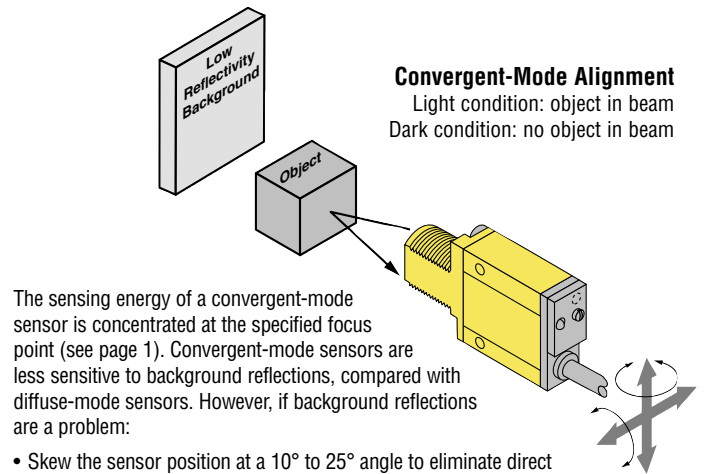 Low
Reflectivity
Background
Object
Convergent-Mode Alignment
Light condition: object in beam
Dark condition: no object in beam
The sensing energy of a convergent-mode
sensor is concentrated at the specified focus
point (see page 1). Convergent-mode sensors are
less sensitive to background reflections, compared with
diffuse-mode sensors. However, if background reflections
are a problem:
• Skew the sensor position at a 10° to 25° angle to eliminate direct